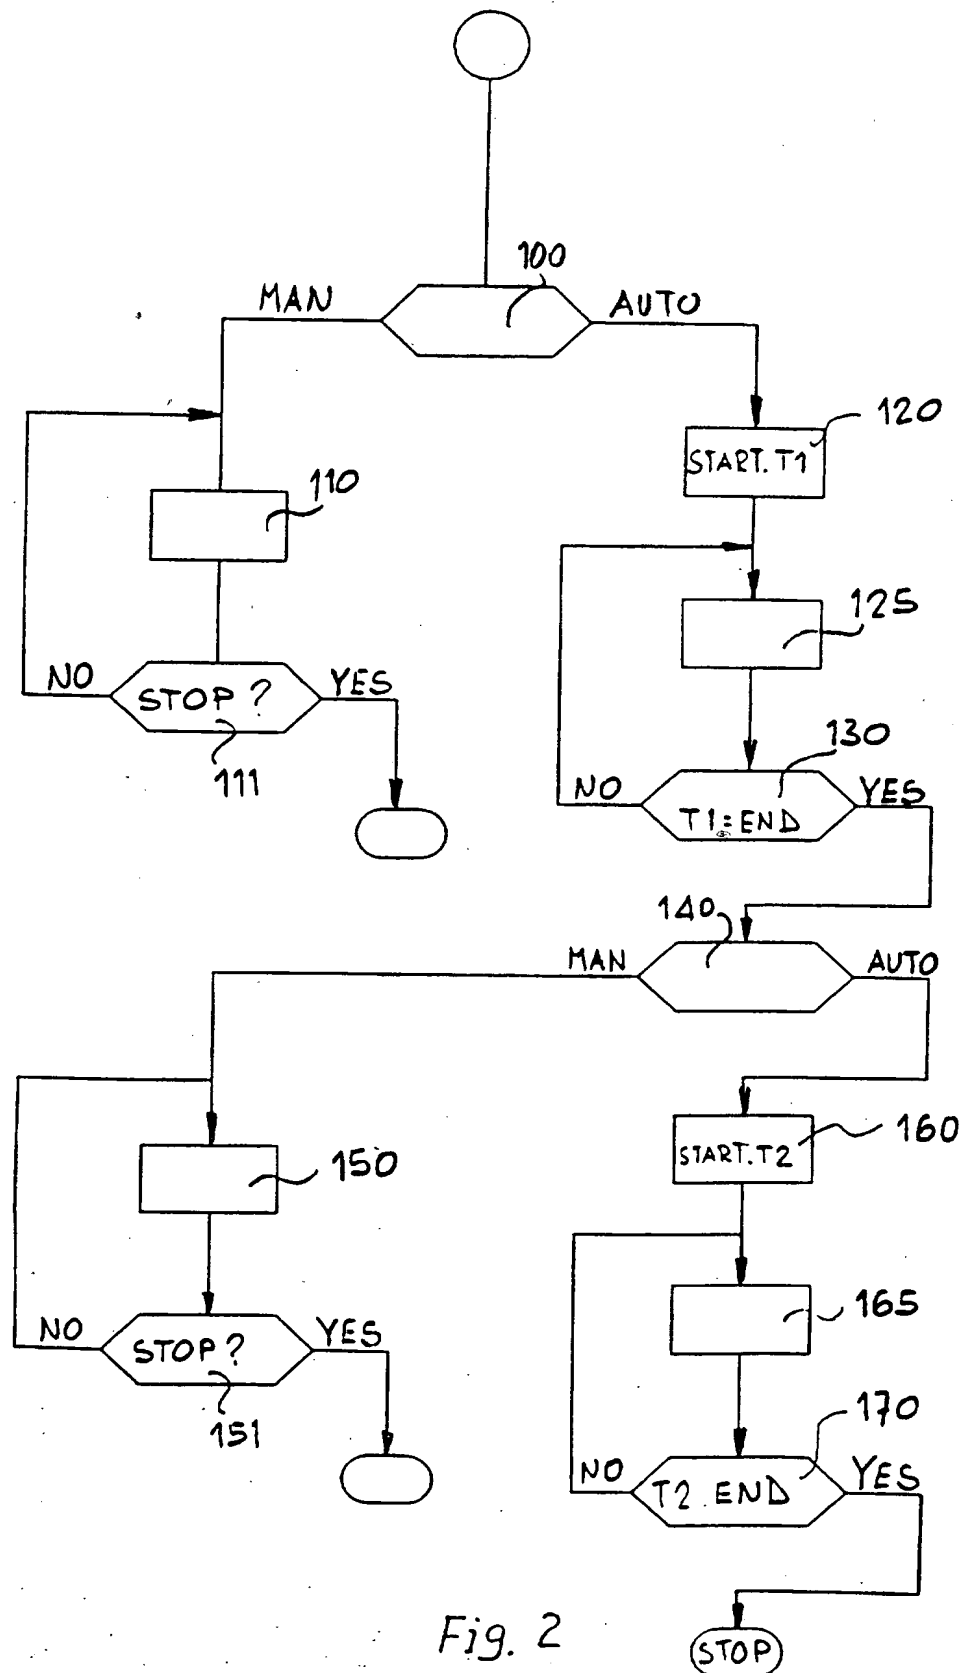 100
MAN
AUTO
120
START.T1
110
125
NO
STOP ?
YES
111
130
NO
T1=END
YES
140
MAN
AUTO
160
START.T2
150
165
NO
STOP ?
YES
151
170
NO
T2 END
YES
STOP
Fig. 2